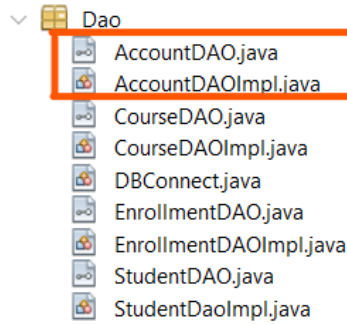 Dao
AccountDAO.java
AccountDAOImpl.java
CourseDAO.java
CourseDAOImpl.java
DBConnect.java
EnrollmentDAO.java
EnrollmentDAOImpl.java
StudentDAO.java
StudentDaoImpl.java